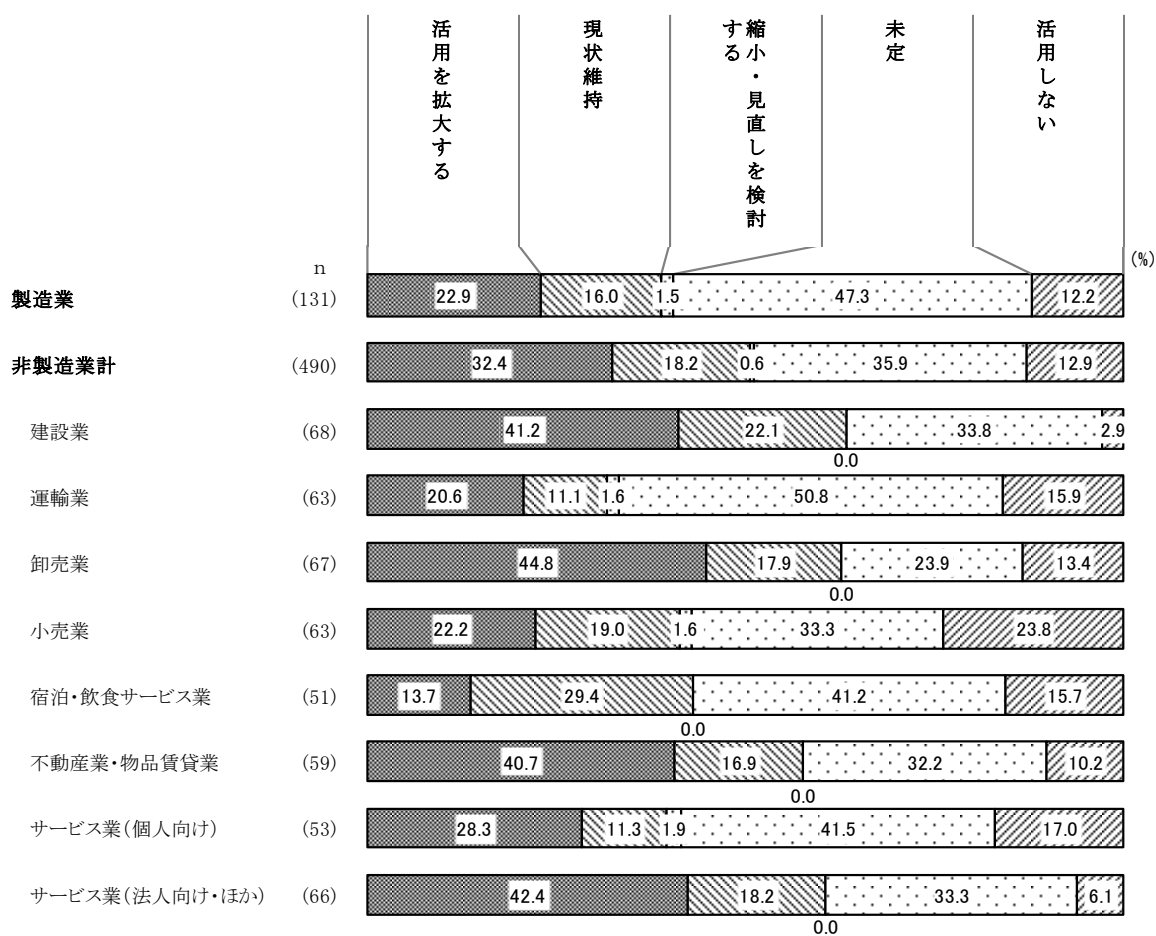 活用を拡大する
現状維持
縮小・見直しを検討
する
未定
活用しない
(%)
n
製造業 (131) 22.9 16.0 1.5 47.3 12.2
非製造業計 (490) 32.4 18.2 0.6 35.9 12.9
建設業 (68) 41.2 22.1 33.8 2.9
0.0
運輸業 (63) 20.6 11.1 1.6 50.8 15.9
卸売業 (67) 44.8 17.9 23.9 13.4
0.0
小売業 (63) 22.2 19.0 1.6 33.3 23.8
宿泊・飲食サービス業 (51) 13.7 29.4 41.2 15.7
0.0
不動産業・物品賃貸業 (59) 40.7 16.9 32.2 10.2
0.0
サービス業(個人向け) (53) 28.3 11.3 1.9 41.5 17.0
サービス業(法人向け・ほか) (66) 42.4 18.2 33.3 6.1
0.0